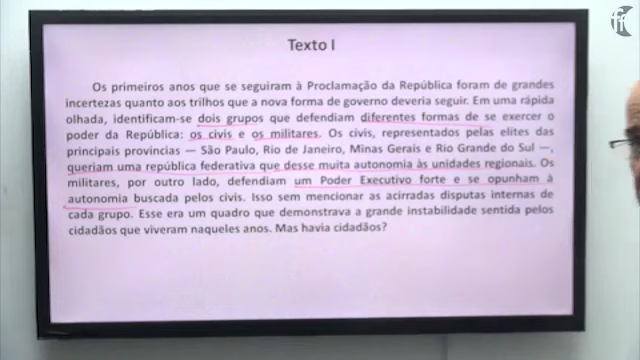 ff
Texto I
Os primeiros anos que se seguiram à Proclamação da República foram de grandes
incertezas quanto aos trilhos que a nova forma de governo deveria seguir. Em uma rápida
olhada, identificam-se dois grupos que defendiam diferentes formas de se exercer o
poder da República: os civis e os militares. Os civis, representados pelas elites das
principais províncias — São Paulo, Rio de Janeiro, Minas Gerais e Rio Grande do Sul —,
queriam uma república federativa que desse muita autonomia às unidades regionais. Os
militares, por outro lado, defendiam um Poder Executivo forte e se opunham à
autonomia buscada pelos civis. Isso sem mencionar as acirradas disputas internas de
cada grupo. Esse era um quadro que demonstrava a grande instabilidade sentida pelos
cidadãos que viveram naqueles anos. Mas havia cidadãos?